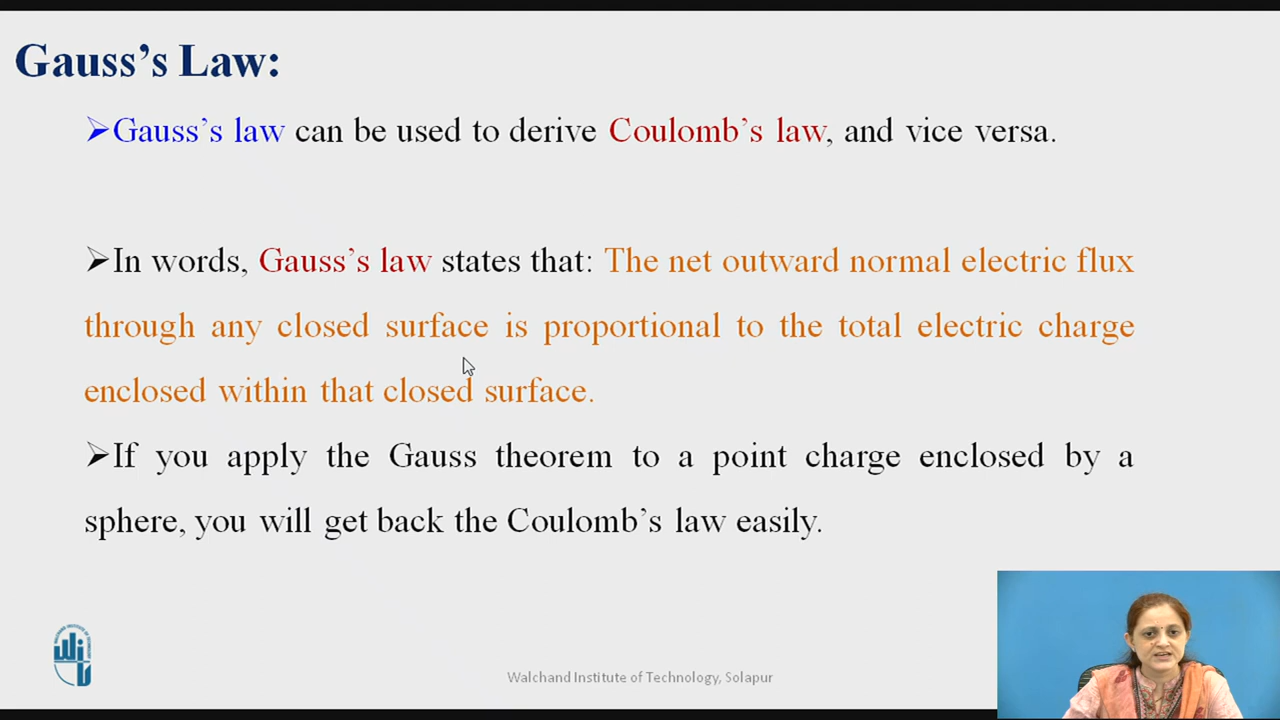 Gauss's Law:
➢Gauss's law can be used to derive Coulomb's law, and vice versa.
➢In words, Gauss's law states that: The net outward normal electric flux
through any closed surface is proportional to the total electric charge
enclosed within that closed surface.
➢If you apply the Gauss theorem to a point charge enclosed by a
sphere, you will get back the Coulomb's law easily.
Walchand Institute of Technology, Solapur